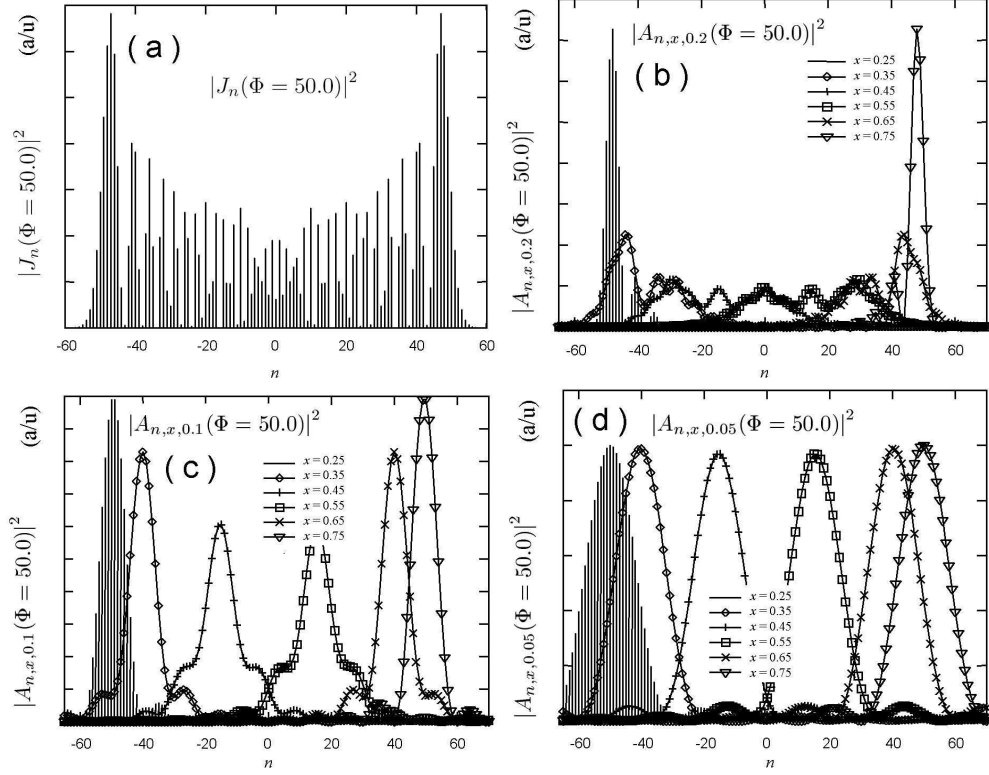 (a/u)
( a )
|J_n(Φ = 50.0)|²
|J_n(Φ = 50.0)|²
-60 -40 -20 0 20 40 60
n
(a/u)
|A_{n,x,0.2}(Φ = 50.0)|²
( b )
x = 0.25
x = 0.35
x = 0.45
x = 0.55
x = 0.65
x = 0.75
|A_{n,x,0.2}(Φ = 50.0)|²
-60 -40 -20 0 20 40 60
n
(a/u)
|A_{n,x,0.1}(Φ = 50.0)|²
( c )
x = 0.25
x = 0.35
x = 0.45
x = 0.55
x = 0.65
x = 0.75
|A_{n,x,0.1}(Φ = 50.0)|²
-60 -40 -20 0 20 40 60
n
(a/u)
( d )
|A_{n,x,0.05}(Φ = 50.0)|²
|A_{n,x,0.05}(Φ = 50.0)|²
x = 0.25
x = 0.35
x = 0.45
x = 0.55
x = 0.65
x = 0.75
-60 -40 -20 0 20 40 60
n